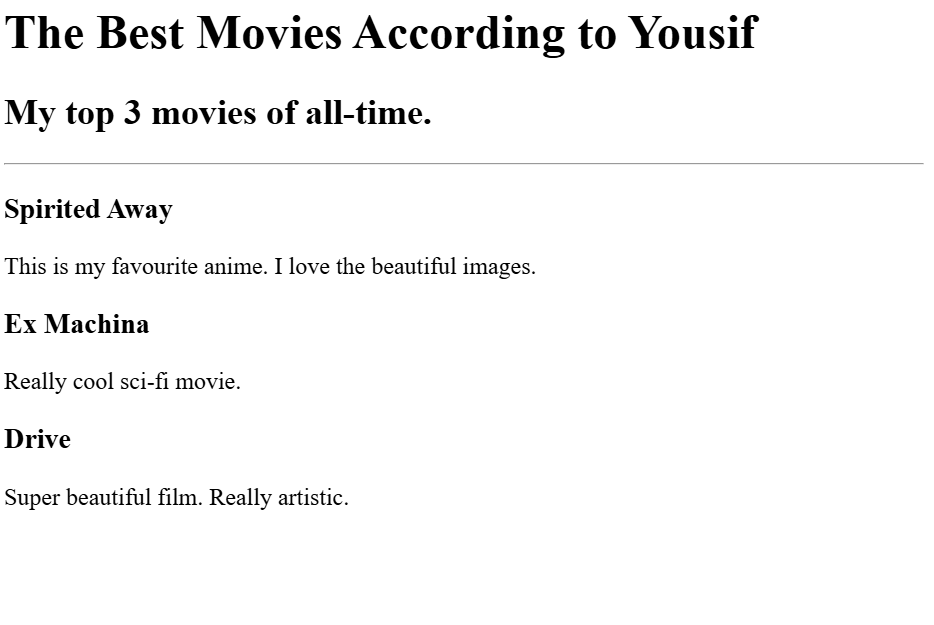 The Best Movies According to Yousif
My top 3 movies of all-time.
Spirited Away
This is my favourite anime. I love the beautiful images.
Ex Machina
Really cool sci-fi movie.
Drive
Super beautiful film. Really artistic.